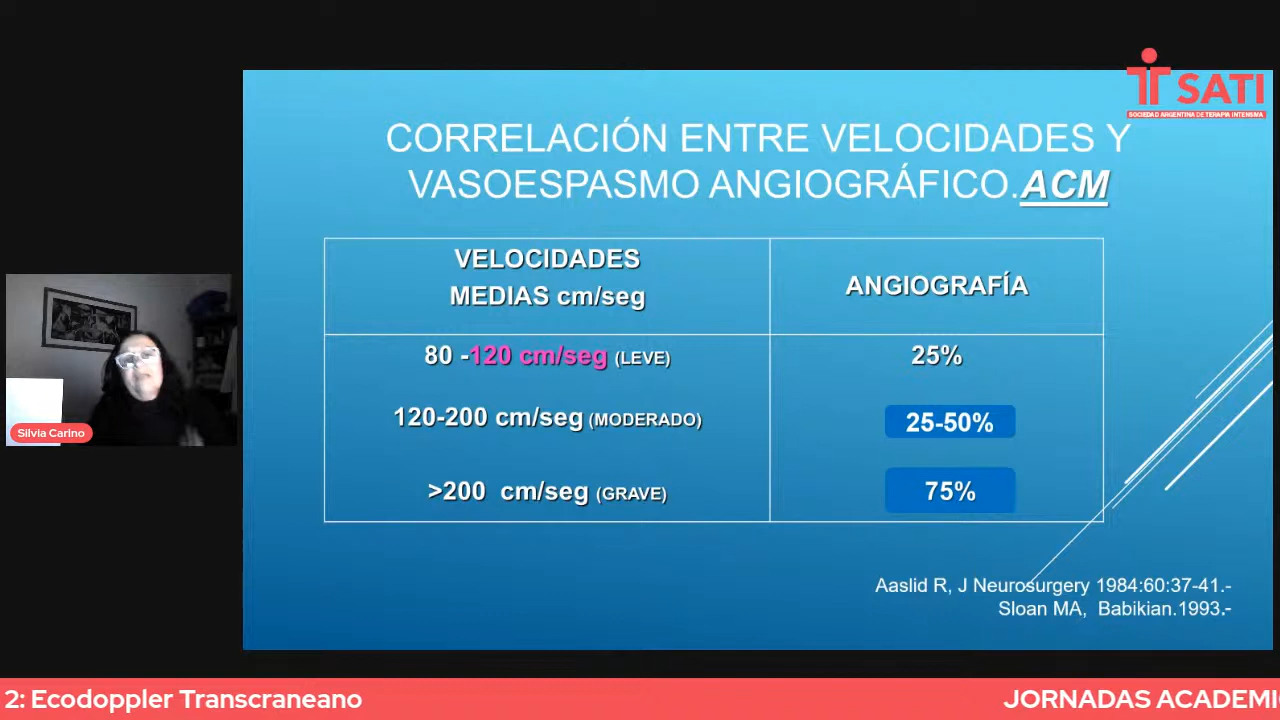 SATI
SOCIEDAD ARGENTINA DE TERAPIA INTENSIVA
CORRELACIÓN ENTRE VELOCIDADES Y
VASOESPASMO ANGIOGRÁFICO.ACM
VELOCIDADES
MEDIAS cm/seg
ANGIOGRAFÍA
80 -120 cm/seg (LEVE)
25%
120-200 cm/seg (MODERADO)
25-50%
>200 cm/seg (GRAVE)
75%
Aaslid R, J Neurosurgery 1984:60:37-41.-
Sloan MA, Babikian.1993.-
Silvia Carino
2: Ecodoppler Transcraneano
JORNADAS ACADEMIC